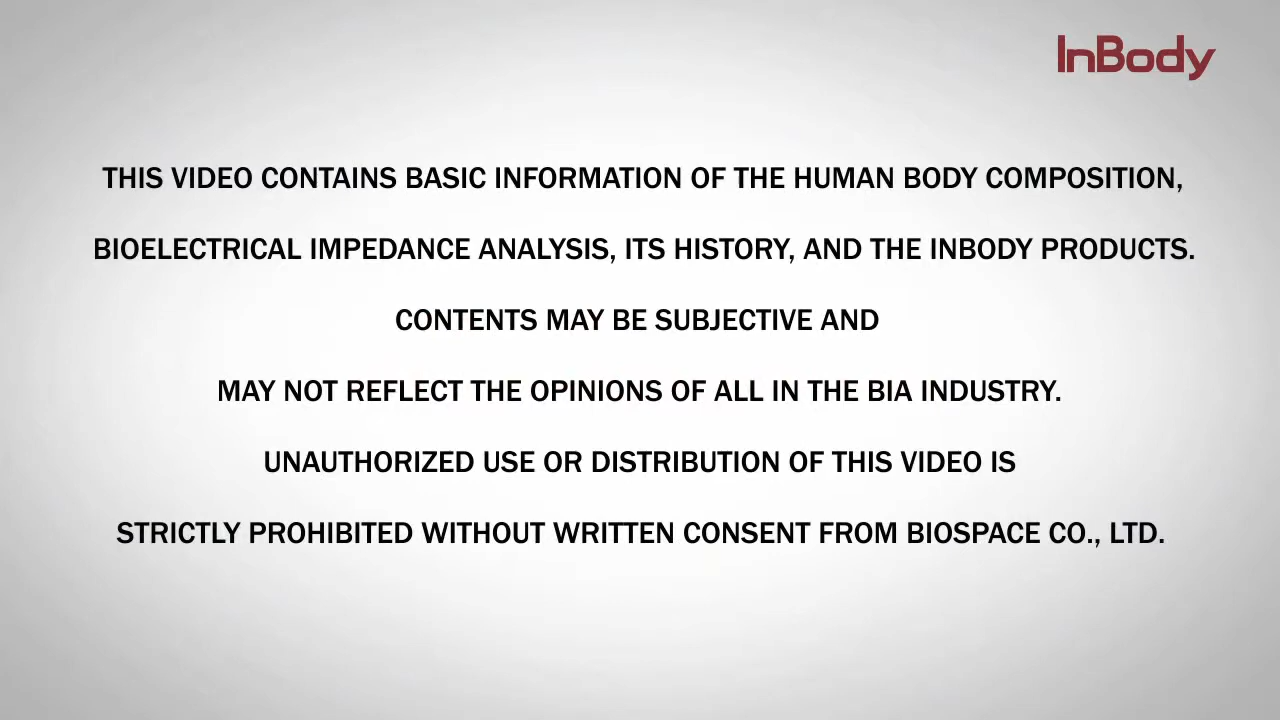 InBody
THIS VIDEO CONTAINS BASIC INFORMATION OF THE HUMAN BODY COMPOSITION,
BIOELECTRICAL IMPEDANCE ANALYSIS, ITS HISTORY, AND THE INBODY PRODUCTS.
CONTENTS MAY BE SUBJECTIVE AND
MAY NOT REFLECT THE OPINIONS OF ALL IN THE BIA INDUSTRY.
UNAUTHORIZED USE OR DISTRIBUTION OF THIS VIDEO IS
STRICTLY PROHIBITED WITHOUT WRITTEN CONSENT FROM BIOSPACE CO., LTD.